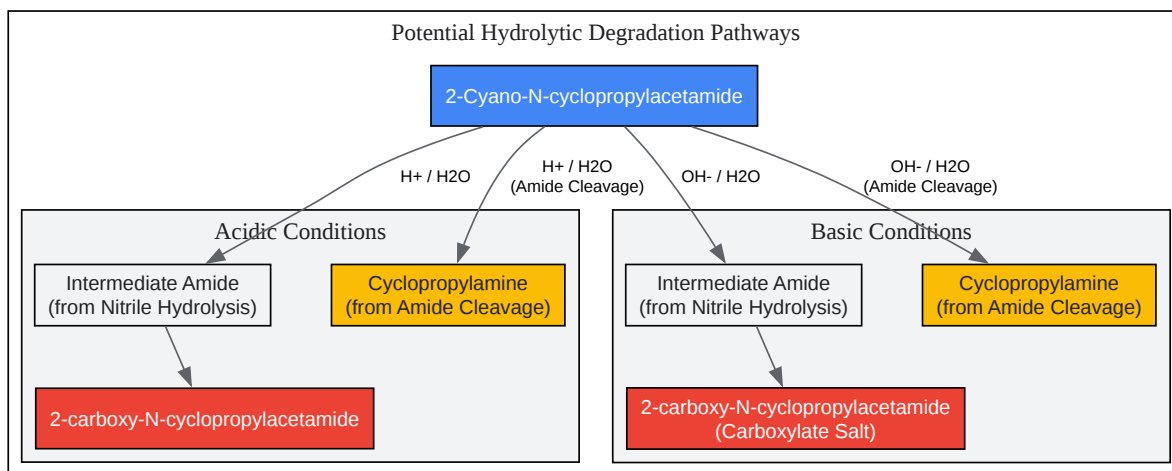 Potential Hydrolytic Degradation Pathways
2-Cyano-N-cyclopropylacetamide
H+ / H2O
H+ / H2O
(Amide Cleavage)
OH- / H2O
OH- / H2O
(Amide Cleavage)
Acidic Conditions
Intermediate Amide
(from Nitrile Hydrolysis)
Cyclopropylamine
(from Amide Cleavage)
2-carboxy-N-cyclopropylacetamide
Basic Conditions
Intermediate Amide
(from Nitrile Hydrolysis)
Cyclopropylamine
(from Amide Cleavage)
2-carboxy-N-cyclopropylacetamide
(Carboxylate Salt)